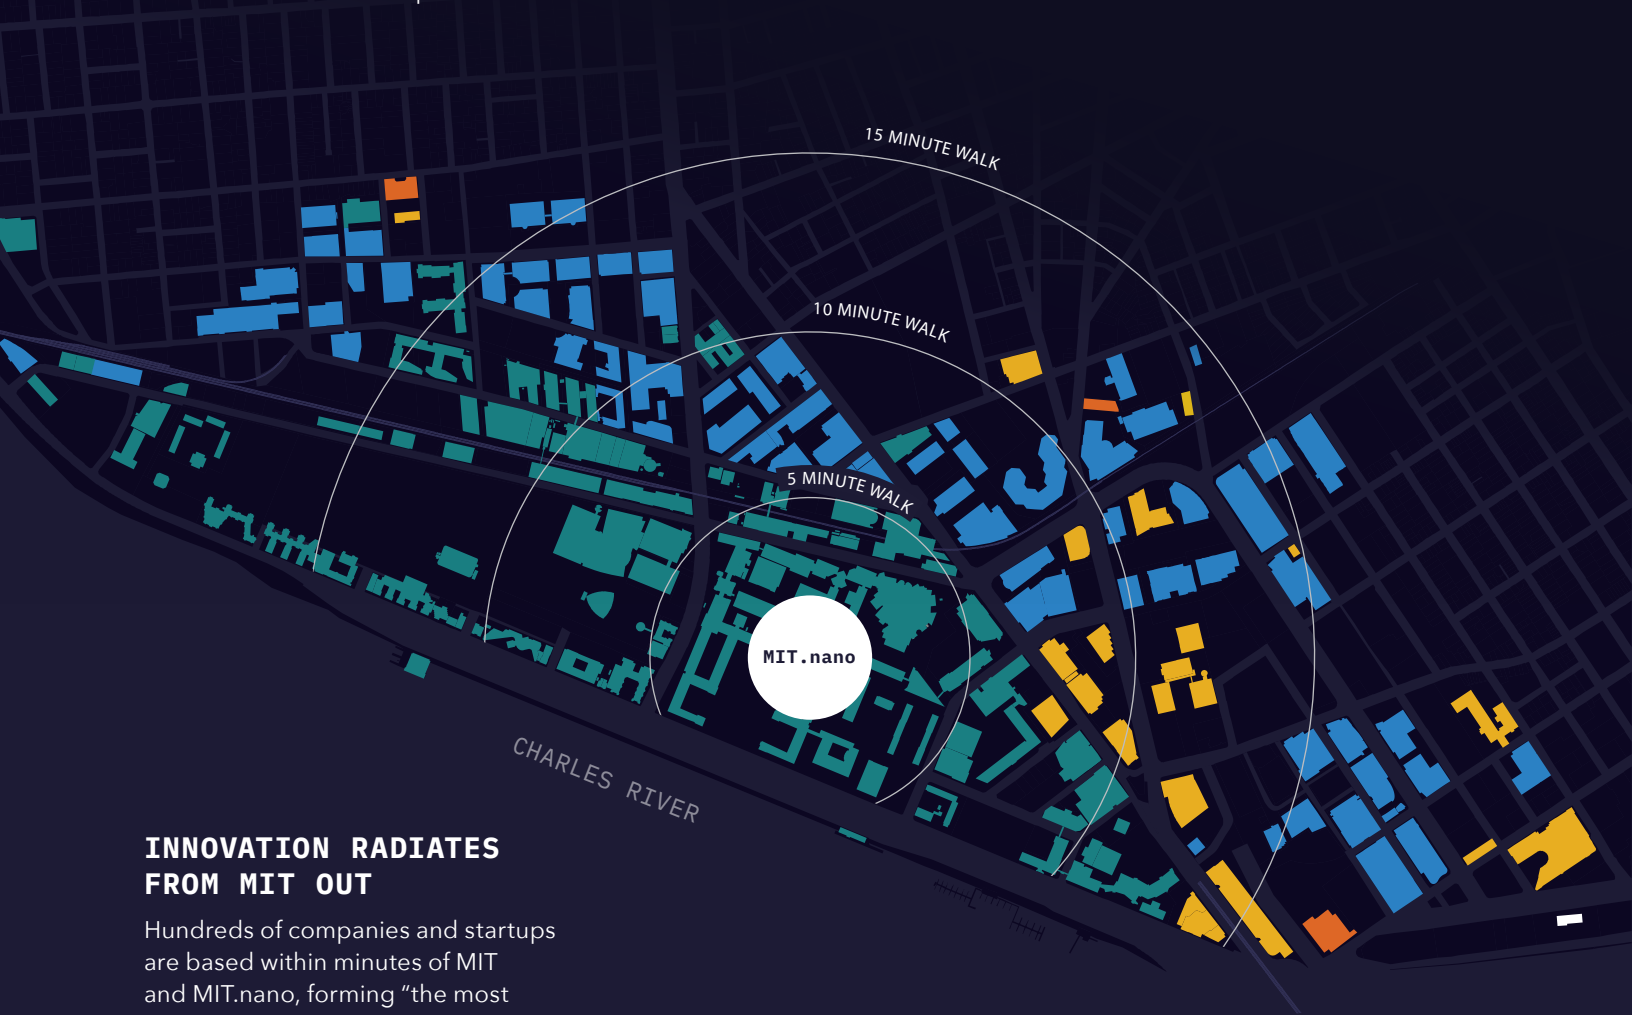 15 MINUTE WALK
10 MINUTE WALK
5 MINUTE WALK
MIT.nano
CHARLES RIVER
INNOVATION RADIATES
FROM MIT OUT
Hundreds of companies and startups
are based within minutes of MIT
and MIT.nano, forming “the most